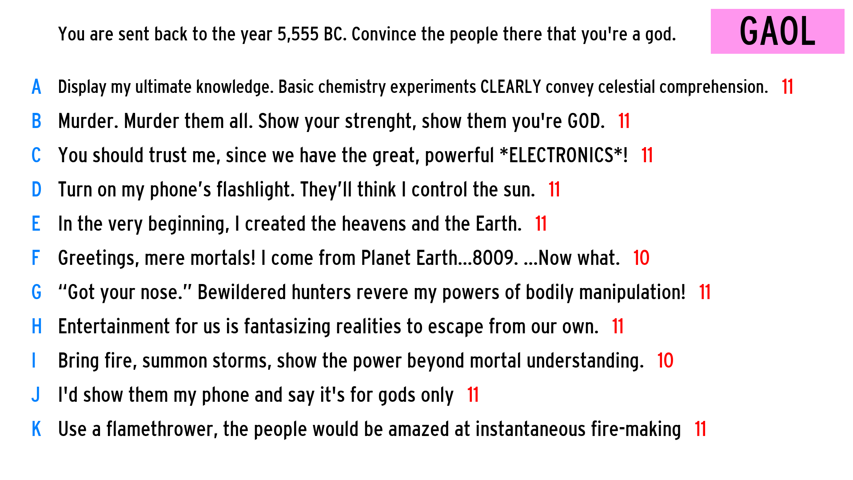 You are sent back to the year 5,555 BC. Convince the people there that you're a god.
GAOL
A Display my ultimate knowledge. Basic chemistry experiments CLEARLY convey celestial comprehension. 11
B Murder. Murder them all. Show your strenght, show them you're GOD. 11
C You should trust me, since we have the great, powerful *ELECTRONICS*! 11
D Turn on my phone’s flashlight. They’ll think I control the sun. 11
E In the very beginning, I created the heavens and the Earth. 11
F Greetings, mere mortals! I come from Planet Earth...8009. ...Now what. 10
G “Got your nose.” Bewildered hunters revere my powers of bodily manipulation! 11
H Entertainment for us is fantasizing realities to escape from our own. 11
I Bring fire, summon storms, show the power beyond mortal understanding. 10
J I'd show them my phone and say it's for gods only 11
K Use a flamethrower, the people would be amazed at instantaneous fire-making 11